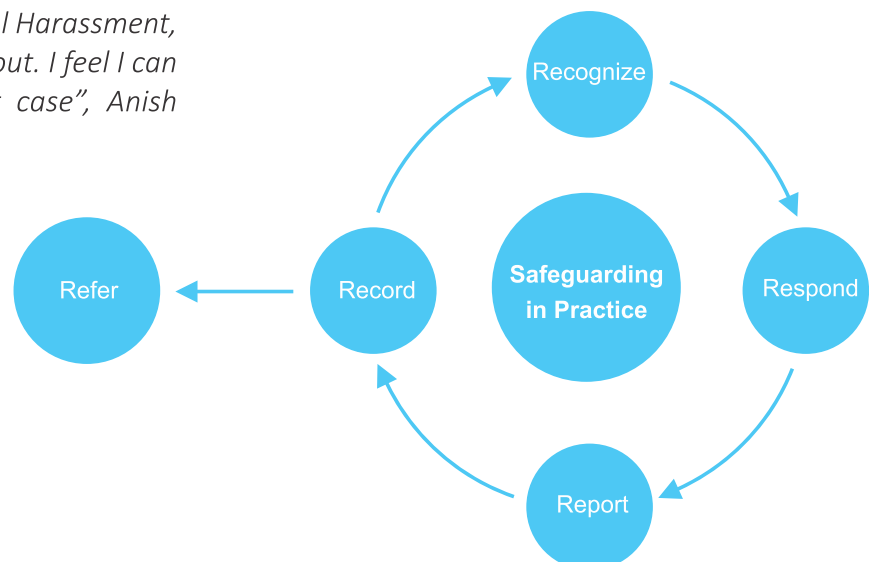 l Harassment,
out. I feel I can
case”, Anish
Recognize
Respond
Report
Record
Refer
Safeguarding
in Practice